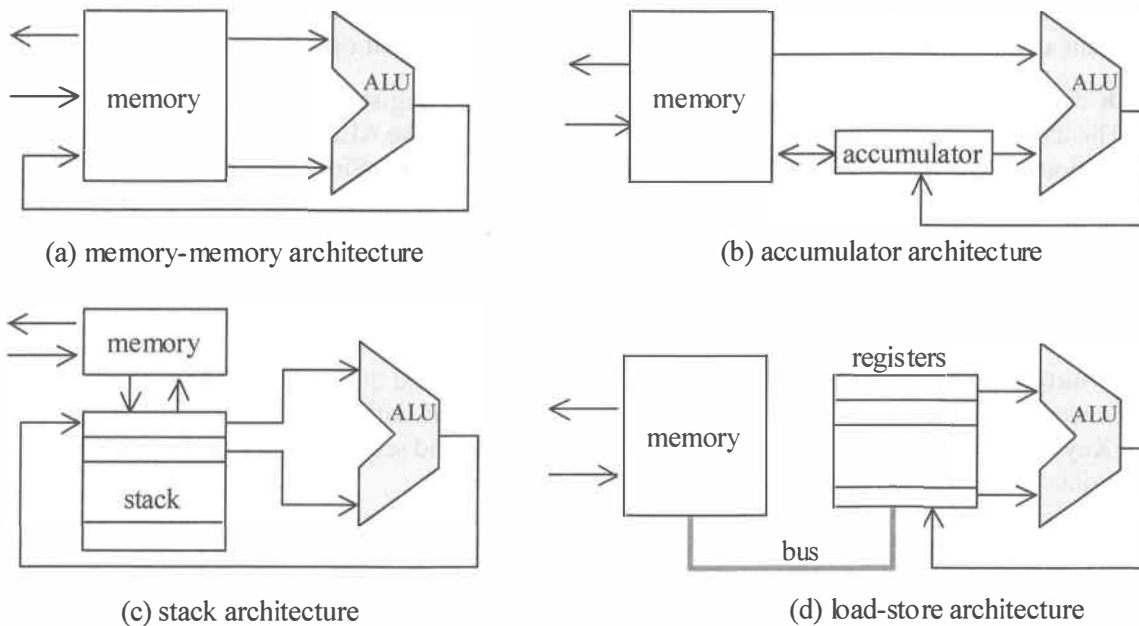 memory
ALU
(a) memory-memory architecture
memory
accumulator
ALU
(b) accumulator architecture
memory
stack
ALU
(c) stack architecture
memory
registers
ALU
bus
(d) load-store architecture